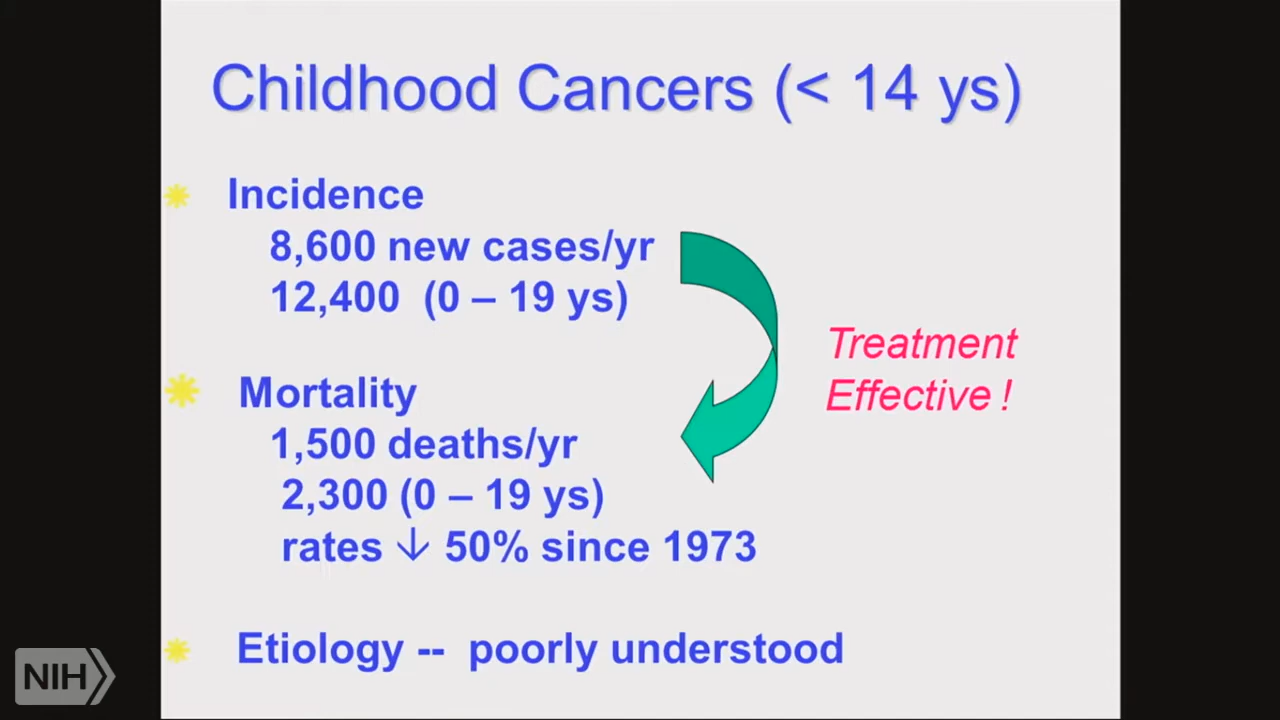 Childhood Cancers (< 14 ys)
Incidence
8,600 new cases/yr
12,400 (0 – 19 ys)
Treatment
Effective !
Mortality
1,500 deaths/yr
2,300 (0 – 19 ys)
rates ↓ 50% since 1973
Etiology -- poorly understood
NIH